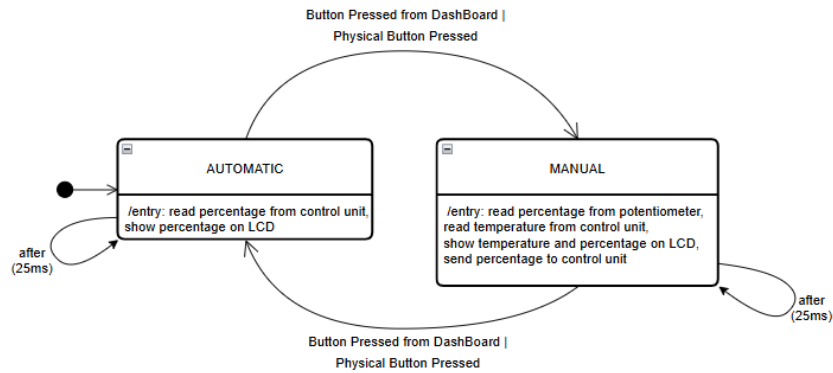 Button Pressed from DashBoard |
Physical Button Pressed
AUTOMATIC
/entry: read percentage from control unit,
show percentage on LCD
MANUAL
/entry: read percentage from potentiometer,
read temperature from control unit,
show temperature and percentage on LCD,
send percentage to control unit
after
(25ms)
after
(25ms)
Button Pressed from DashBoard |
Physical Button Pressed